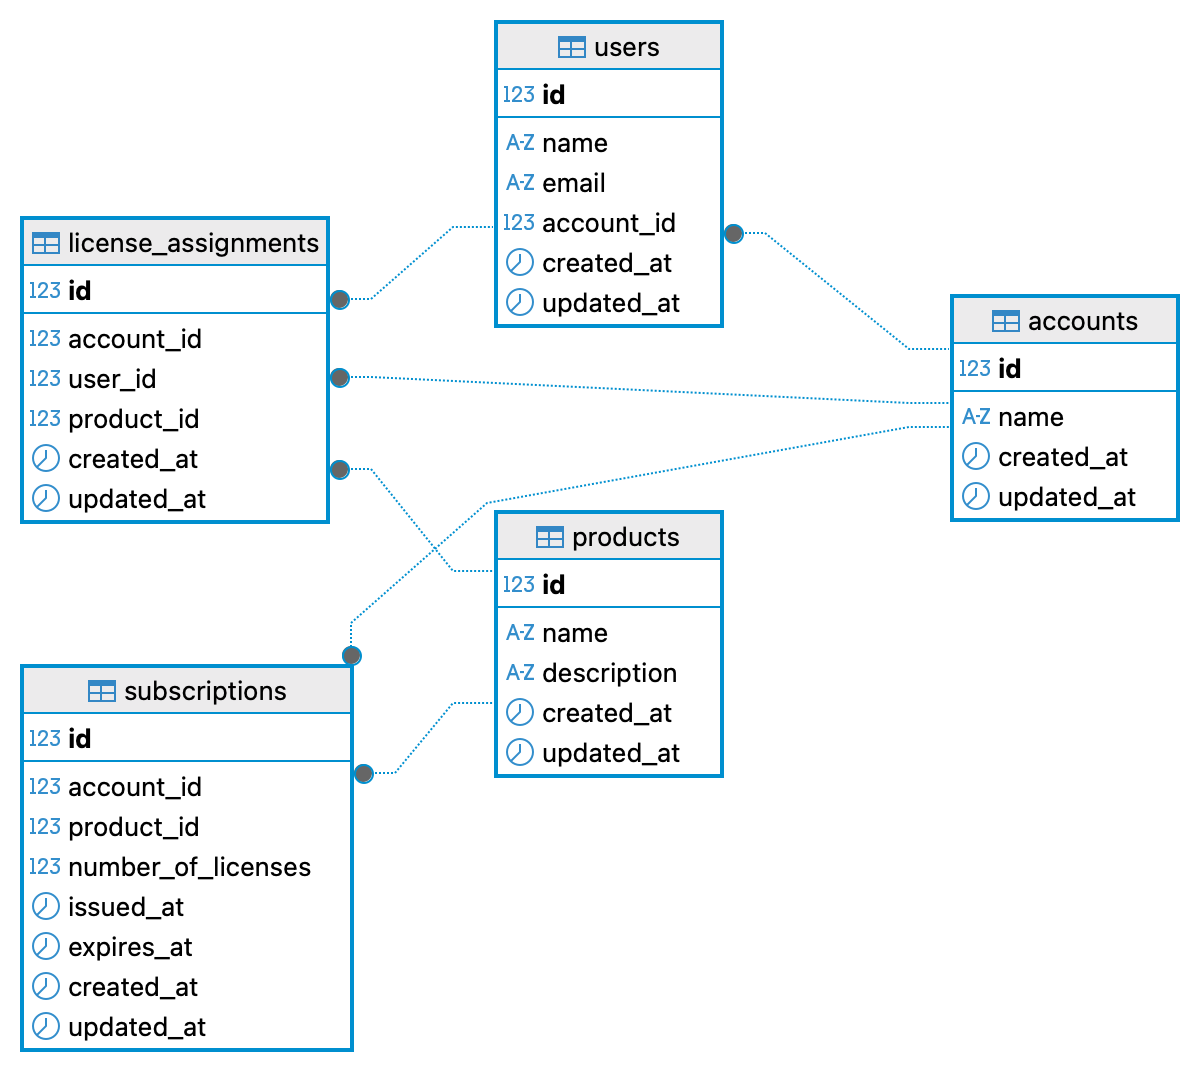 users
123 id
A-Z name
A-Z email
123 account_id
created_at
updated_at
license_assignments
123 id
123 account_id
123 user_id
123 product_id
created_at
updated_at
accounts
123 id
A-Z name
created_at
updated_at
products
123 id
A-Z name
A-Z description
created_at
updated_at
subscriptions
123 id
123 account_id
123 product_id
123 number_of_licenses
issued_at
expires_at
created_at
updated_at